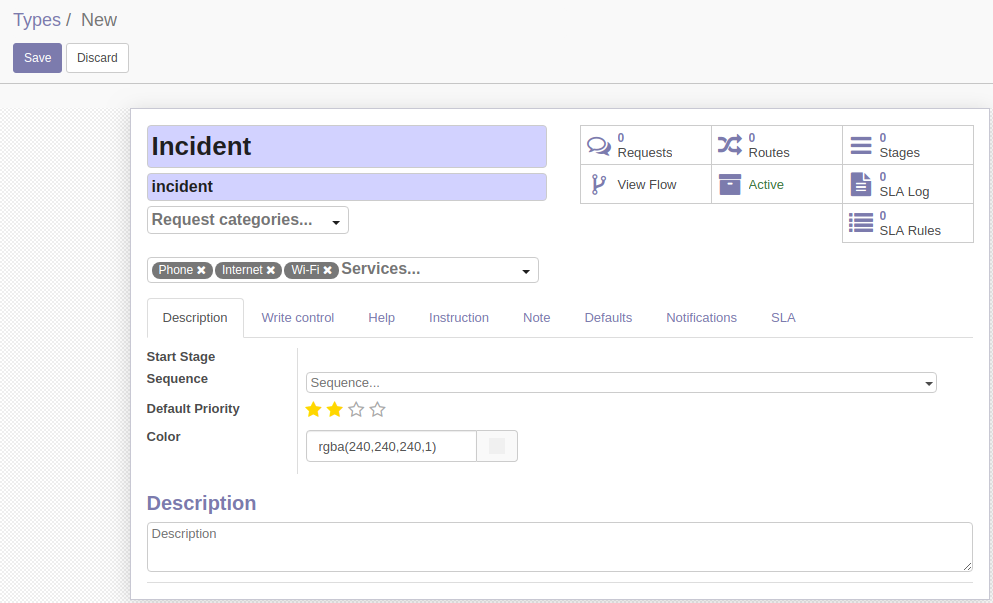 Types / New
Save Discard
Incident
incident
Request categories...
0 Requests
0 Routes
0 Stages
View Flow
Active
0 SLA Log
0 SLA Rules
Phone ✖ Internet ✖ Wi-Fi ✖ Services...
Description Write control Help Instruction Note Defaults Notifications SLA
Start Stage
Sequence Sequence...
Default Priority
Color rgba(240,240,240,1)
Description
Description